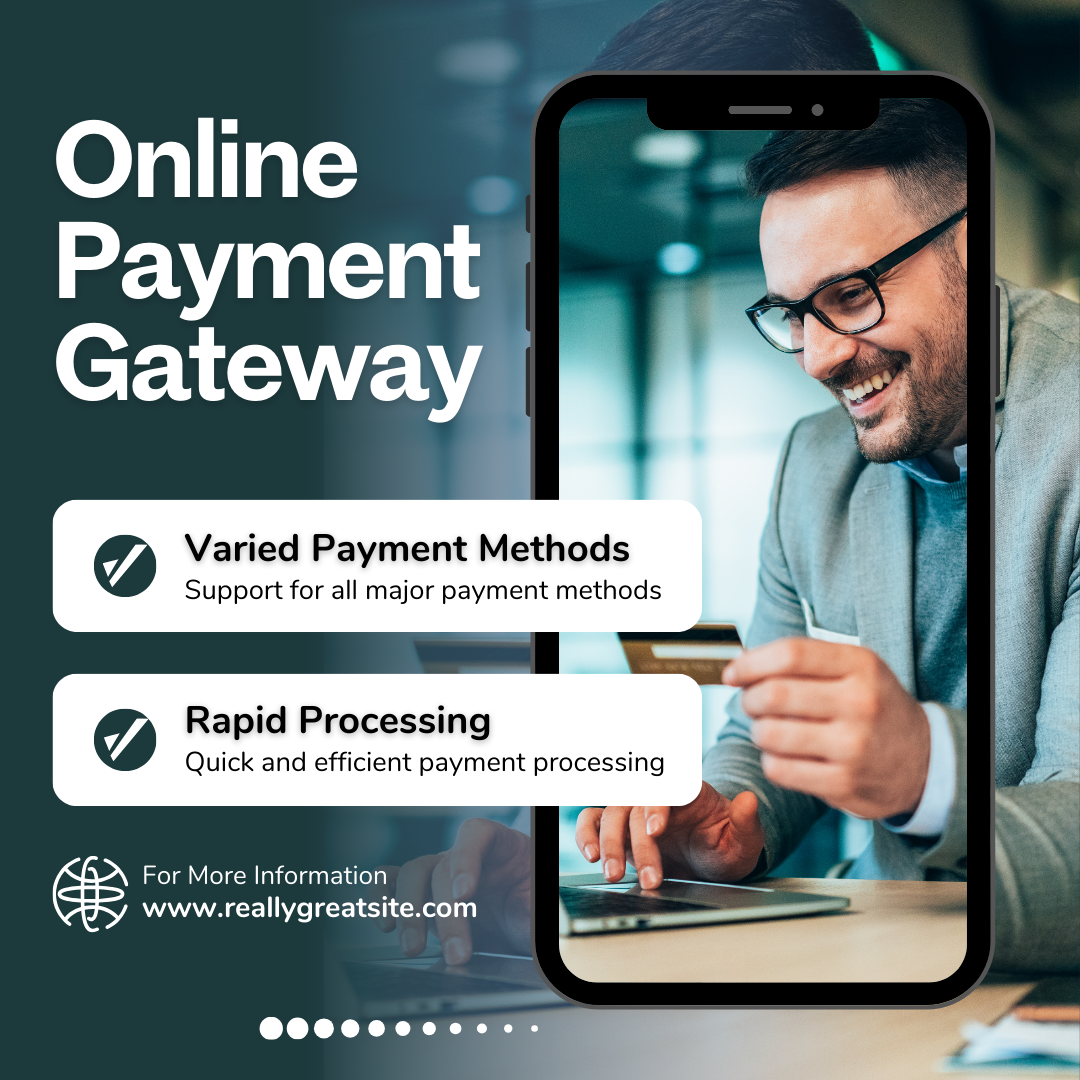 Online
Payment
Gateway
Varied Payment Methods
Support for all major payment methods
Rapid Processing
Quick and efficient payment processing
For More Information
www.reallygreatsite.com